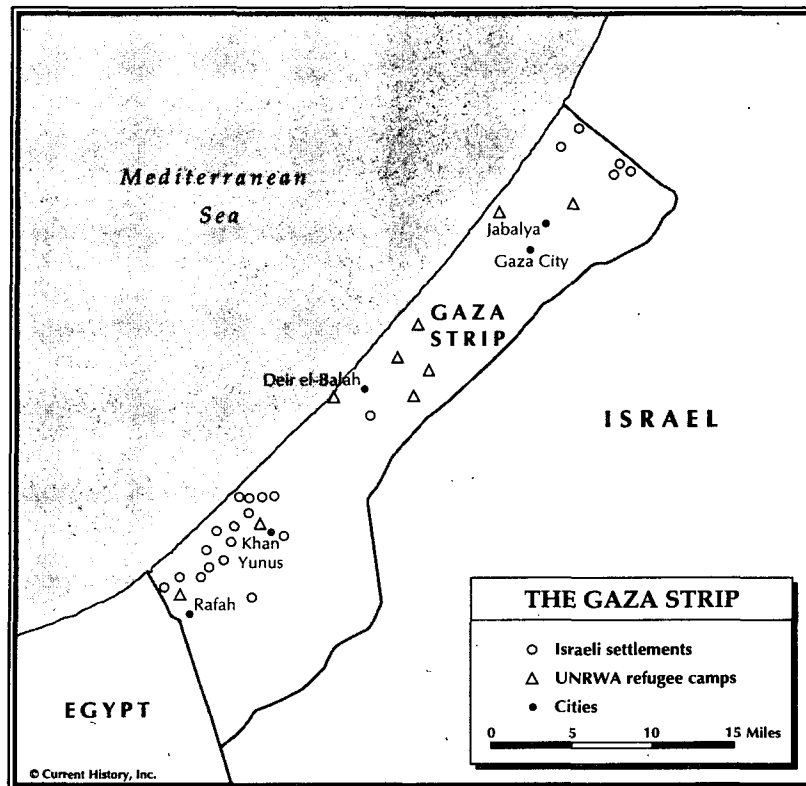 Mediterranean
Sea
Jabalya
Gaza City
GAZA
STRIP
Deir el-Balah
ISRAEL
Khan
Yunus
Rafah
EGYPT
THE GAZA STRIP
Israeli settlements
UNRWA refugee camps
Cities
0 5 10 15 Miles
© Current History, Inc.